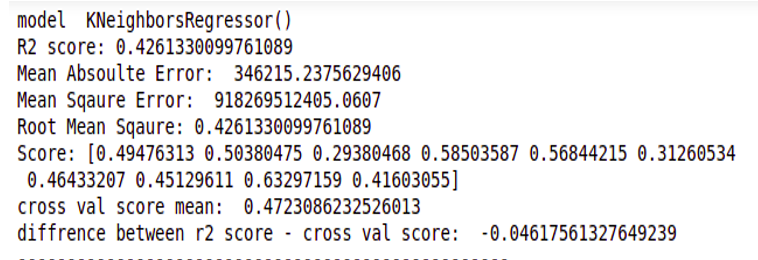 model  KNeighborsRegressor()
R2 score: 0.4261330099761089
Mean Absoulte Error:  346215.2375629406
Mean Sqaure Error:  918269512405.0607
Root Mean Sqaure: 0.4261330099761089
Score: [0.49476313 0.50380475 0.29380468 0.58503587 0.56844215 0.31260534
 0.46433207 0.45129611 0.63297159 0.41603055]
cross val score mean:  0.4723086232526013
diffrence between r2 score - cross val score:  -0.04617561327649239
--------------------------------------------------